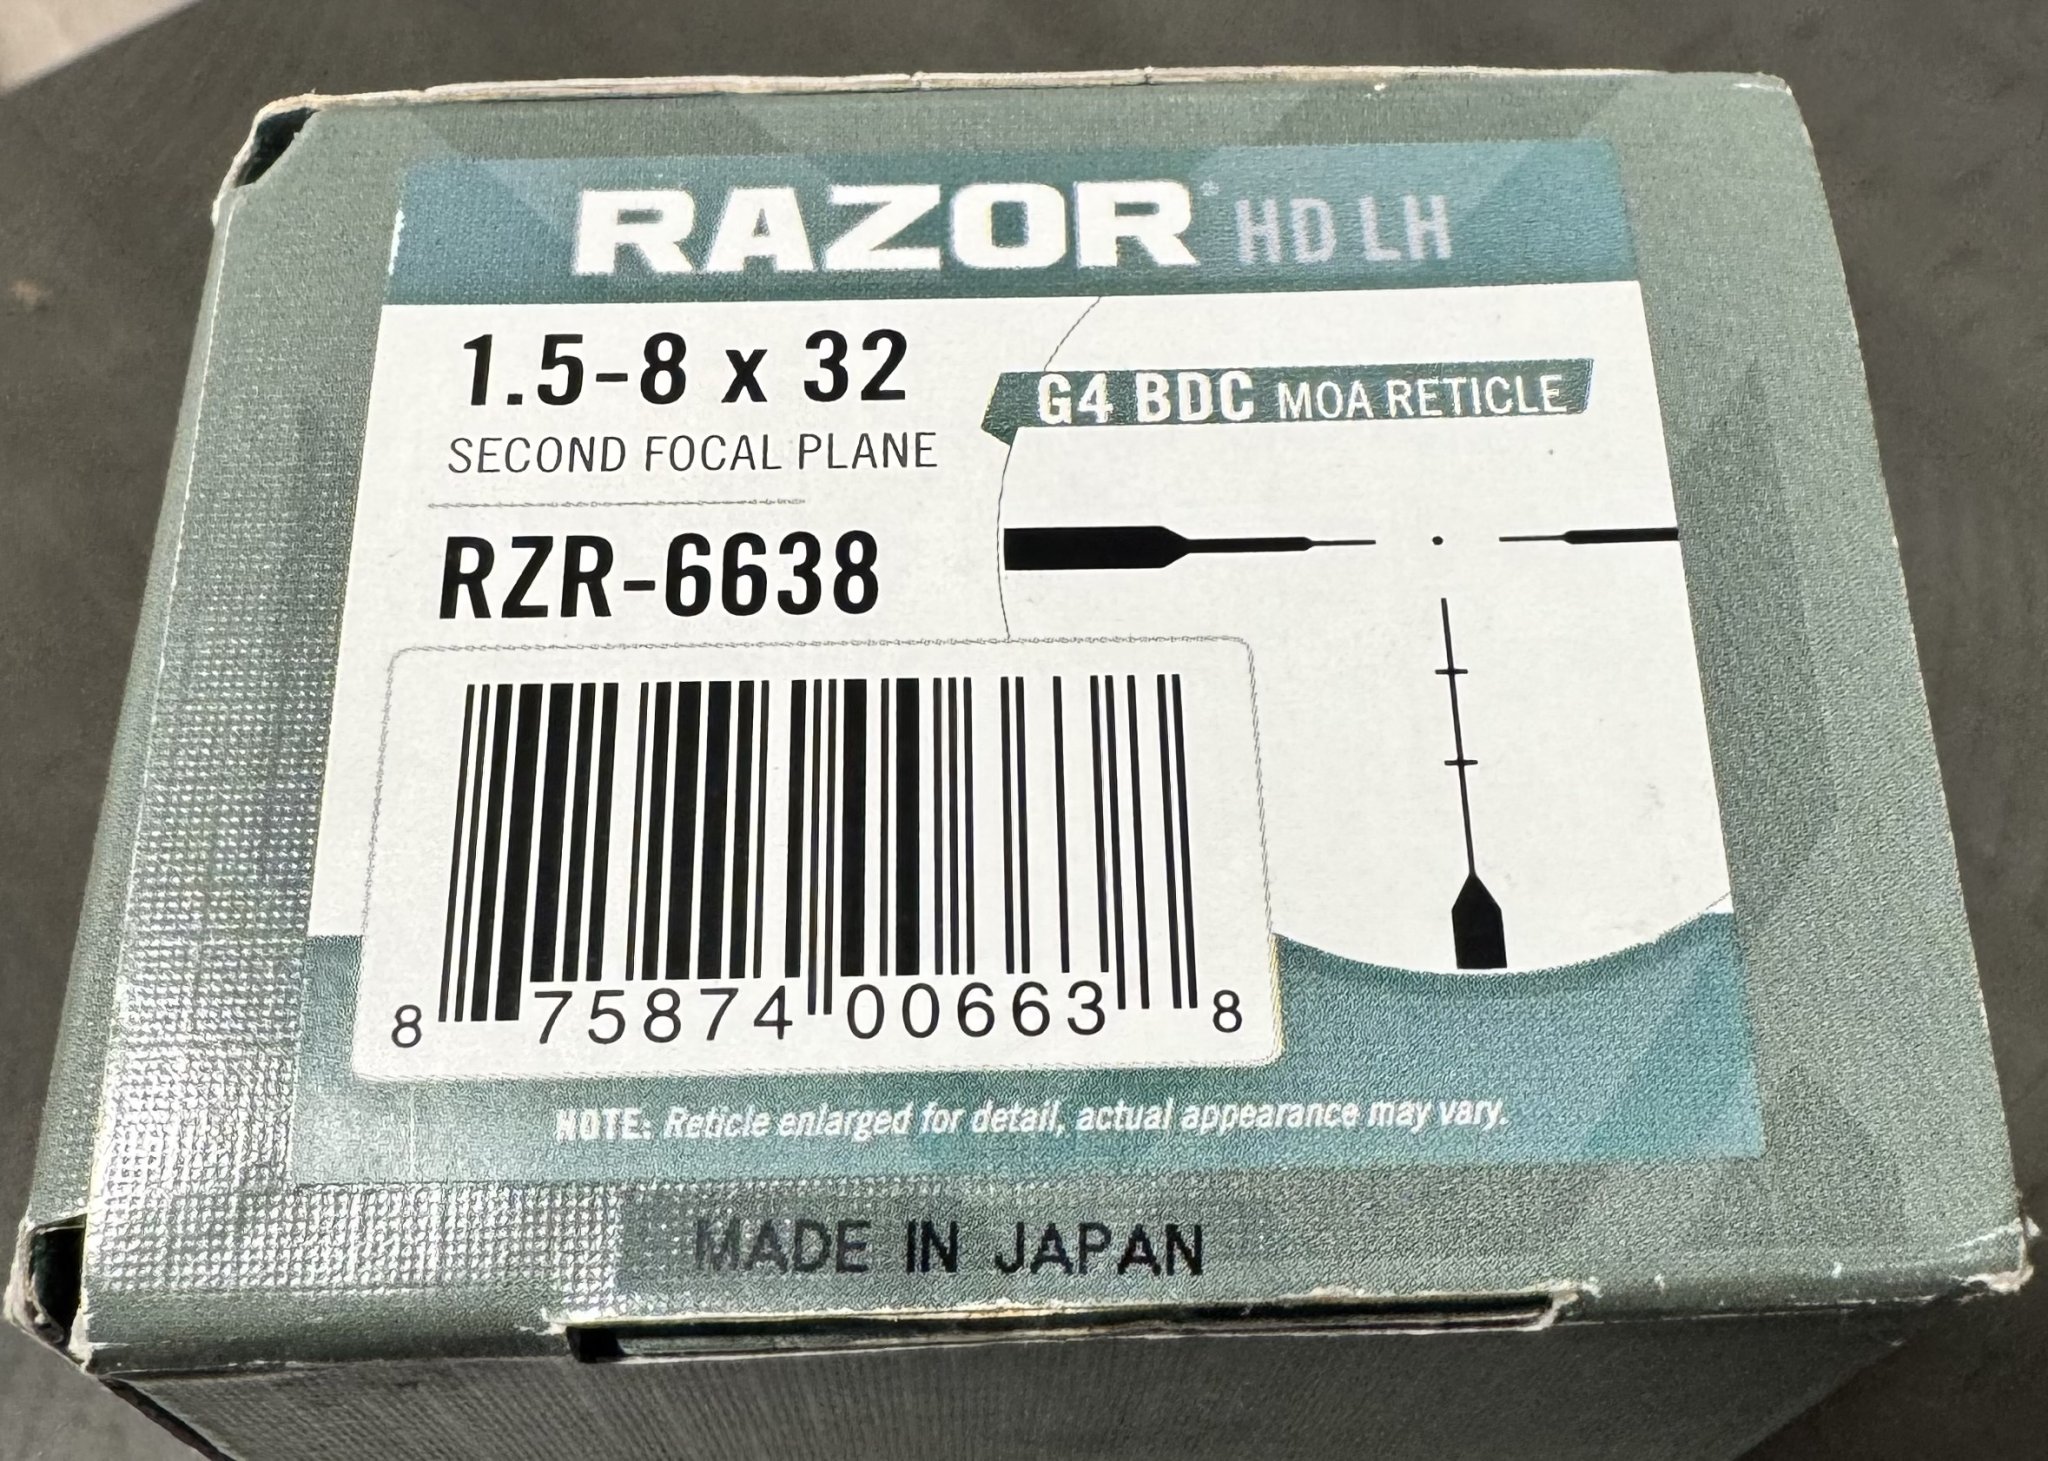 RAZOR® HD LH
1.5-8 x 32
SECOND FOCAL PLANE
G4 BDC MOA RETICLE
RZR-6638
8 75874 00663 8
NOTE: Reticle enlarged for detail, actual appearance may vary.
MADE IN JAPAN